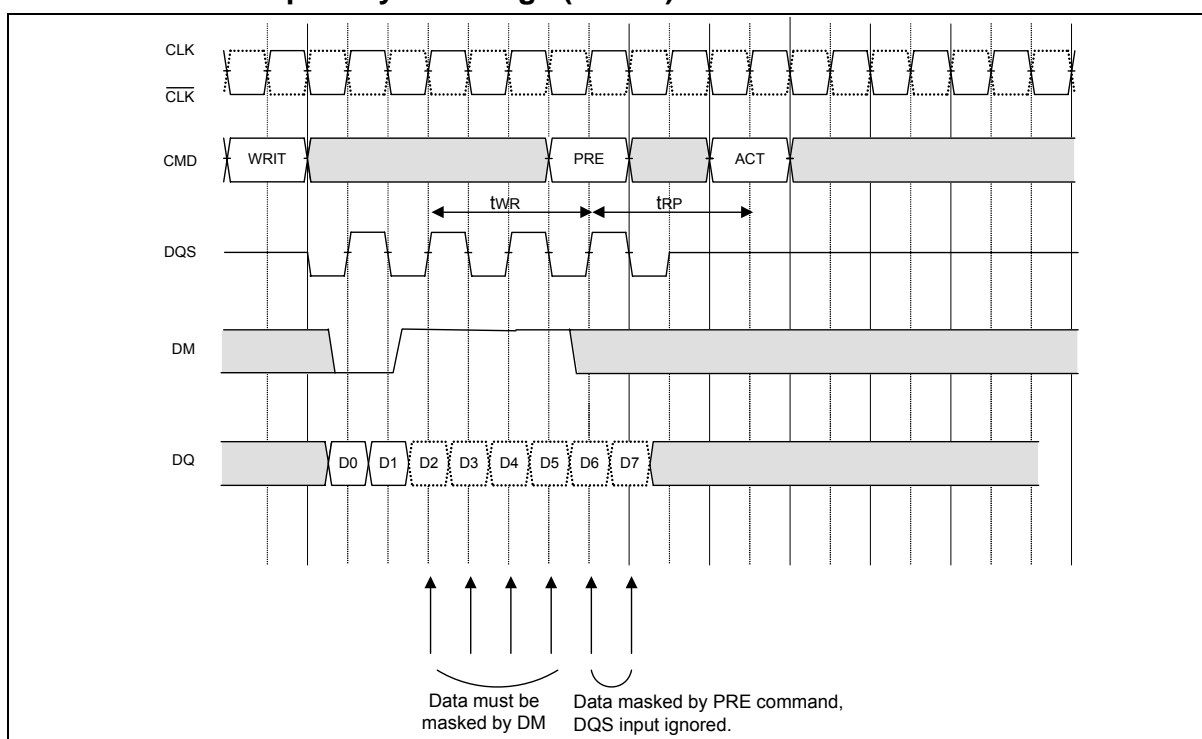 CLK
CLK
CMD
WRIT
PRE
ACT
tWR
tRP
DQS
DM
DQ
D0 D1 D2 D3 D4 D5 D6 D7
Data must be
masked by DM
Data masked by PRE command,
DQS input ignored.